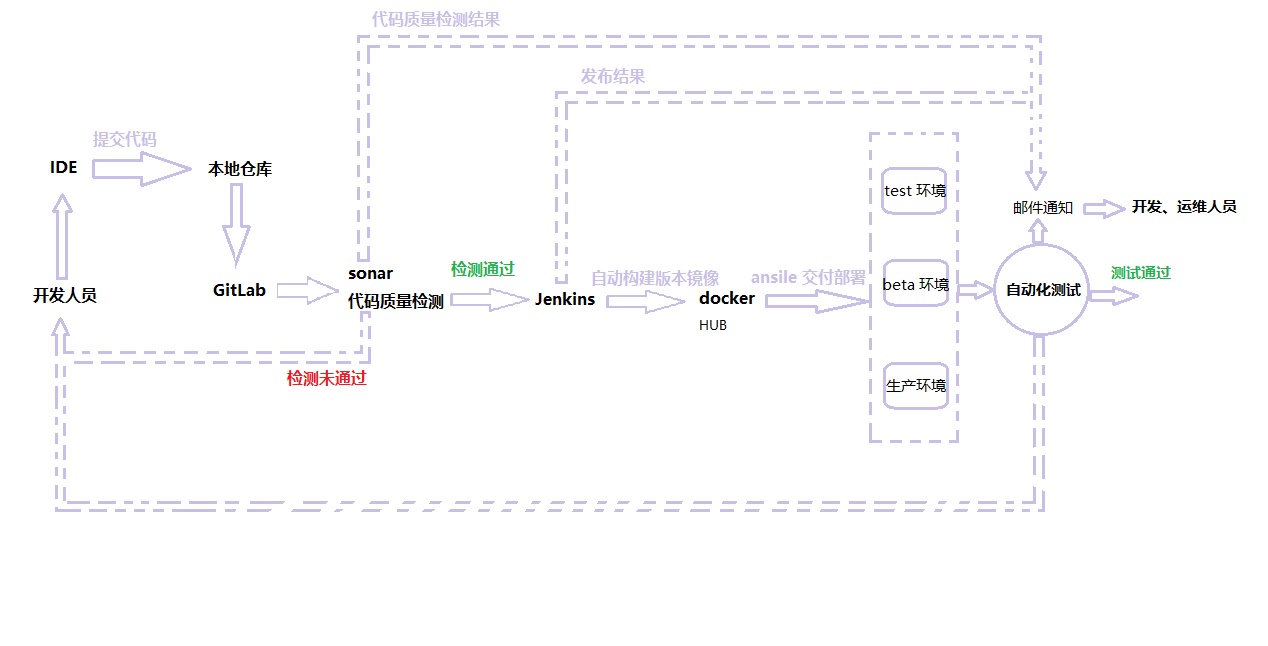 代码质量检测结果
发布结果
提交代码
IDE
本地仓库
test 环境
邮件通知
开发、运维人员
开发人员
GitLab
sonar
代码质量检测
检测通过
Jenkins
自动构建版本镜像
docker
HUB
ansile 交付部署
beta 环境
自动化测试
测试通过
检测未通过
生产环境